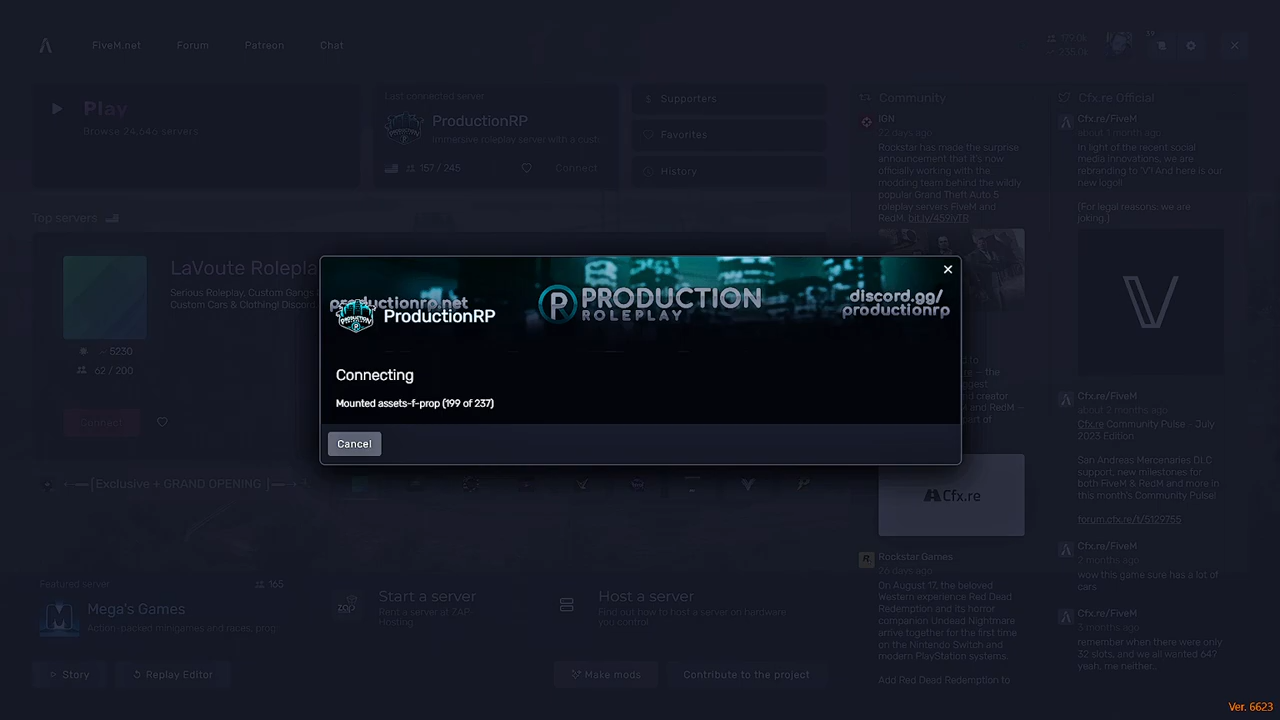 FiveM.net
Forum
Patreon
Chat
199.0k
235.0k
Play
Browse 24,646 servers
Last connected server
ProductionRP
Immersive roleplay server with a cust
157 / 245
Connect
Supporters
Favorites
History
Top servers
LaVoute Rolepla
Serious Roleplay, Custom Gangs
Custom Cars & Clothing! Discord
5230
62 / 200
Connect
[Exclusive + GRAND OPENING]
productionrp.net
ProductionRP
PRODUCTION
ROLEPLAY
discord.gg/
productionrp
Connecting
Mounted assets-f-prop (199 of 237)
Cancel
Featured server
165
Mega's Games
Action-packed minigames and races, prog
ZAP
Start a server
Rent a server at ZAP
Hosting
Host a server
Find out how to host a server on hardware
you control
Story
Replay Editor
Make mods
Contribute to the project
Community
IGN
22 days ago
Rockstar has made the surprise
announcement that it's now
officially working with the
modding team behind the wildly
popular Grand Theft Auto 5
roleplay servers FiveM and
RedM. bit.ly/459iyTR
Cfx.re
Rockstar Games
26 days ago
On August 17, the beloved
Western experience Red Dead
Redemption and its horror
companion Undead Nightmare
arrive together for the first time
on the Nintendo Switch and
modern PlayStation systems.
Add Red Dead Redemption to
Cfx.re Official
Cfx.re/FiveM
about 1 month ago
In light of the recent social
media innovations, we are
rebranding to 'V'! And here is our
new logo!!
[For legal reasons: we are
joking.]
Cfx.re/FiveM
about 2 months ago
Cfx.re Community Pulse - July
2023 Edition
San Andreas Mercenaries DLC
support, new milestones for
both FiveM & RedM and more in
this month's Community Pulse!
forum.cfx.re/t/5129755
Cfx.re/FiveM
2 months ago
wow this game sure has a lot of
cars
Cfx.re/FiveM
3 months ago
remember when there were only
32 slots, and we all wanted 64?
yeah, me neither..
Ver. 6623